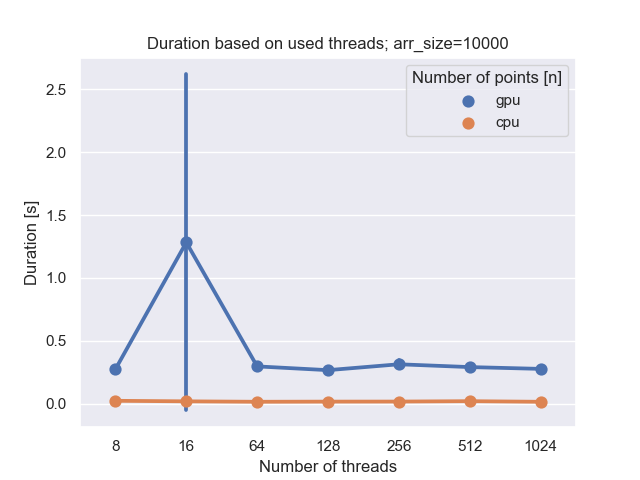 Duration based on used threads; arr_size=10000
Number of points [n]
gpu
cpu
Duration [s]
2.5
2.0
1.5
1.0
0.5
0.0
8 16 64 128 256 512 1024
Number of threads